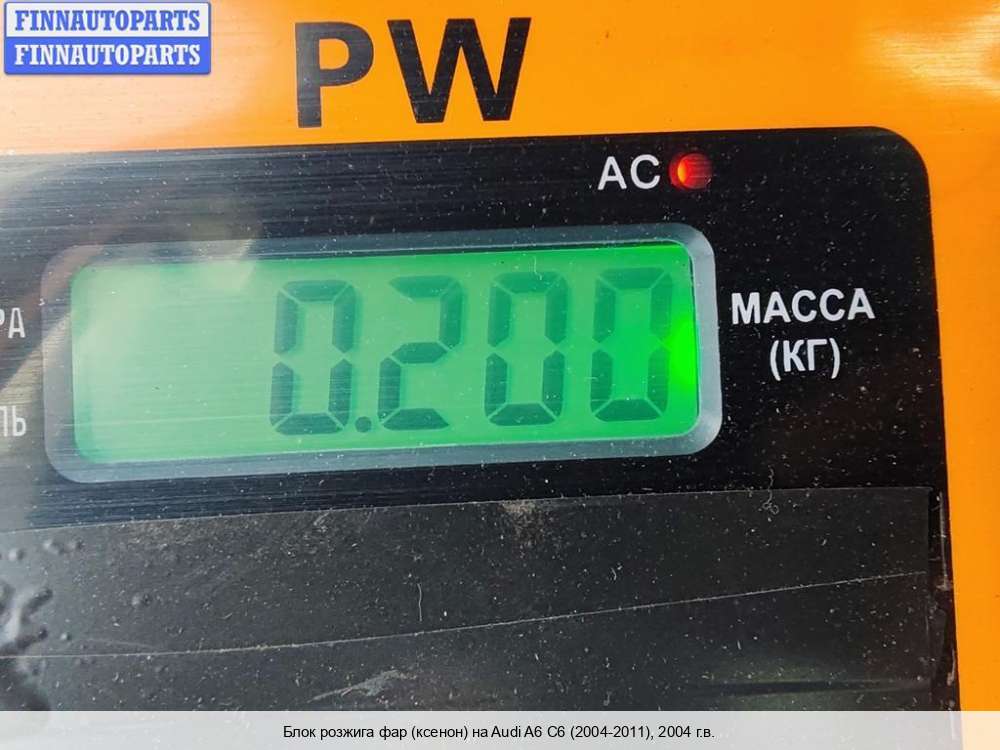 FINNAUTOPARTS
FINNAUTOPARTS
PW
AC
0.200
МАССА
(КГ)
Блок розжига фар (ксенон) на Audi A6 C6 (2004-2011), 2004 г.в.